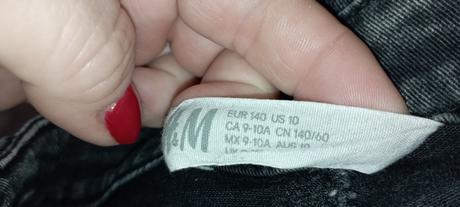 H&M
EUR 140 US 10
CA 9-10A CN 140/60
MX 9-10A AUS 10